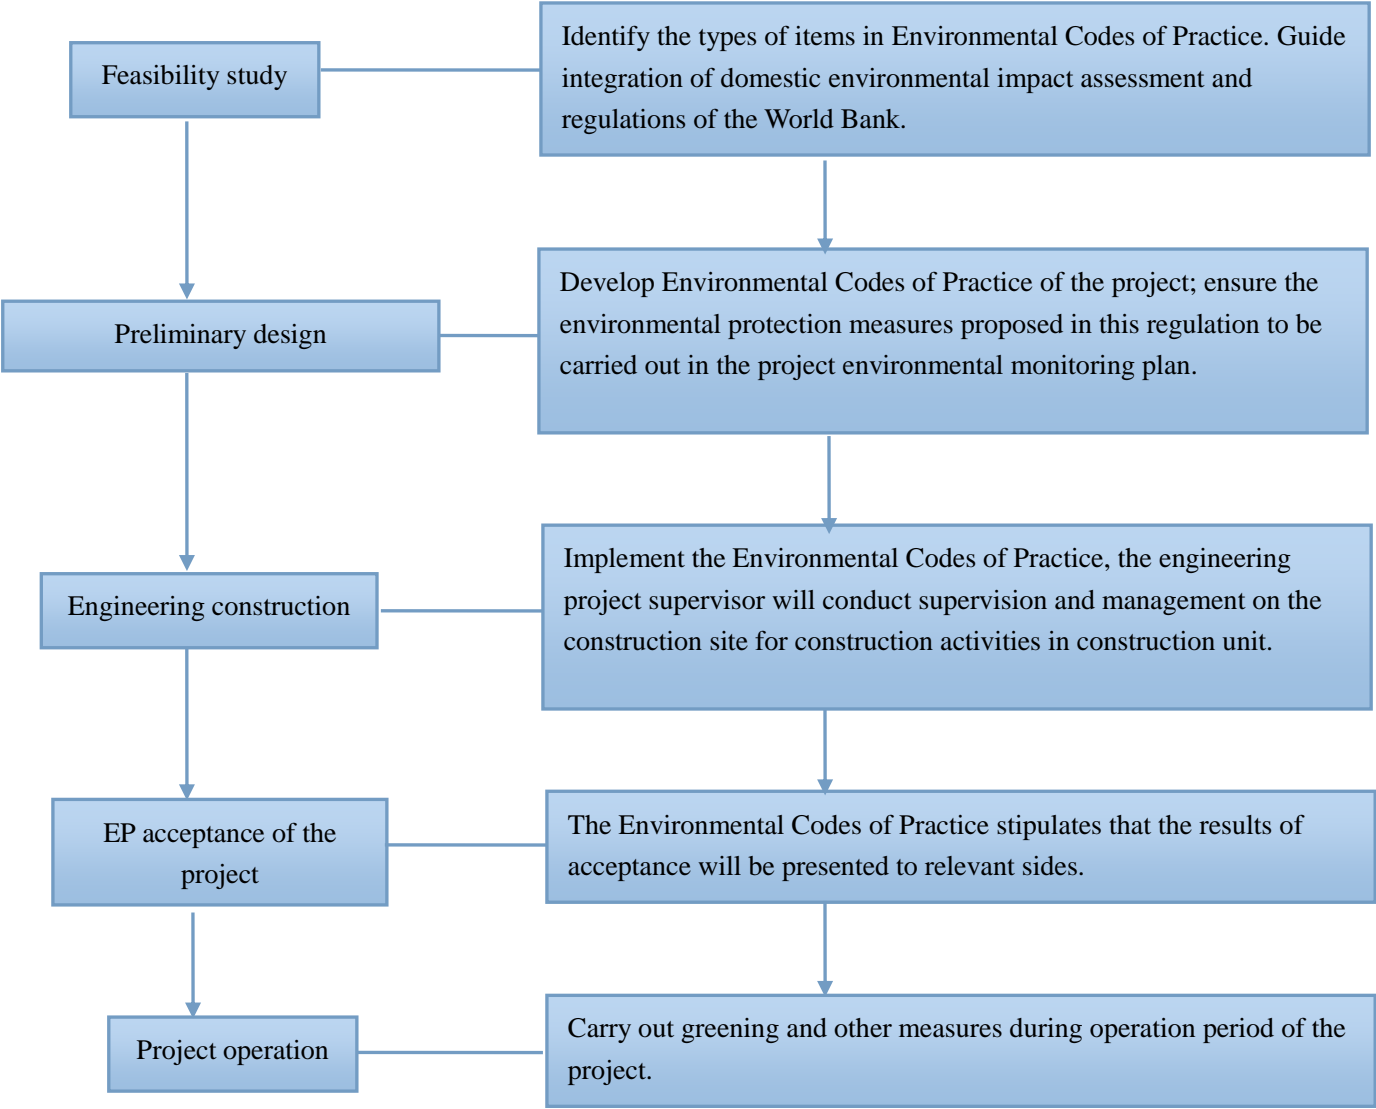 Feasibility study
Identify the types of items in Environmental Codes of Practice. Guide
integration of domestic environmental impact assessment and
regulations of the World Bank.
Preliminary design
Develop Environmental Codes of Practice of the project; ensure the
environmental protection measures proposed in this regulation to be
carried out in the project environmental monitoring plan.
Engineering construction
Implement the Environmental Codes of Practice, the engineering
project supervisor will conduct supervision and management on the
construction site for construction activities in construction unit.
EP acceptance of the
project
The Environmental Codes of Practice stipulates that the results of
acceptance will be presented to relevant sides.
Project operation
Carry out greening and other measures during operation period of the
project.